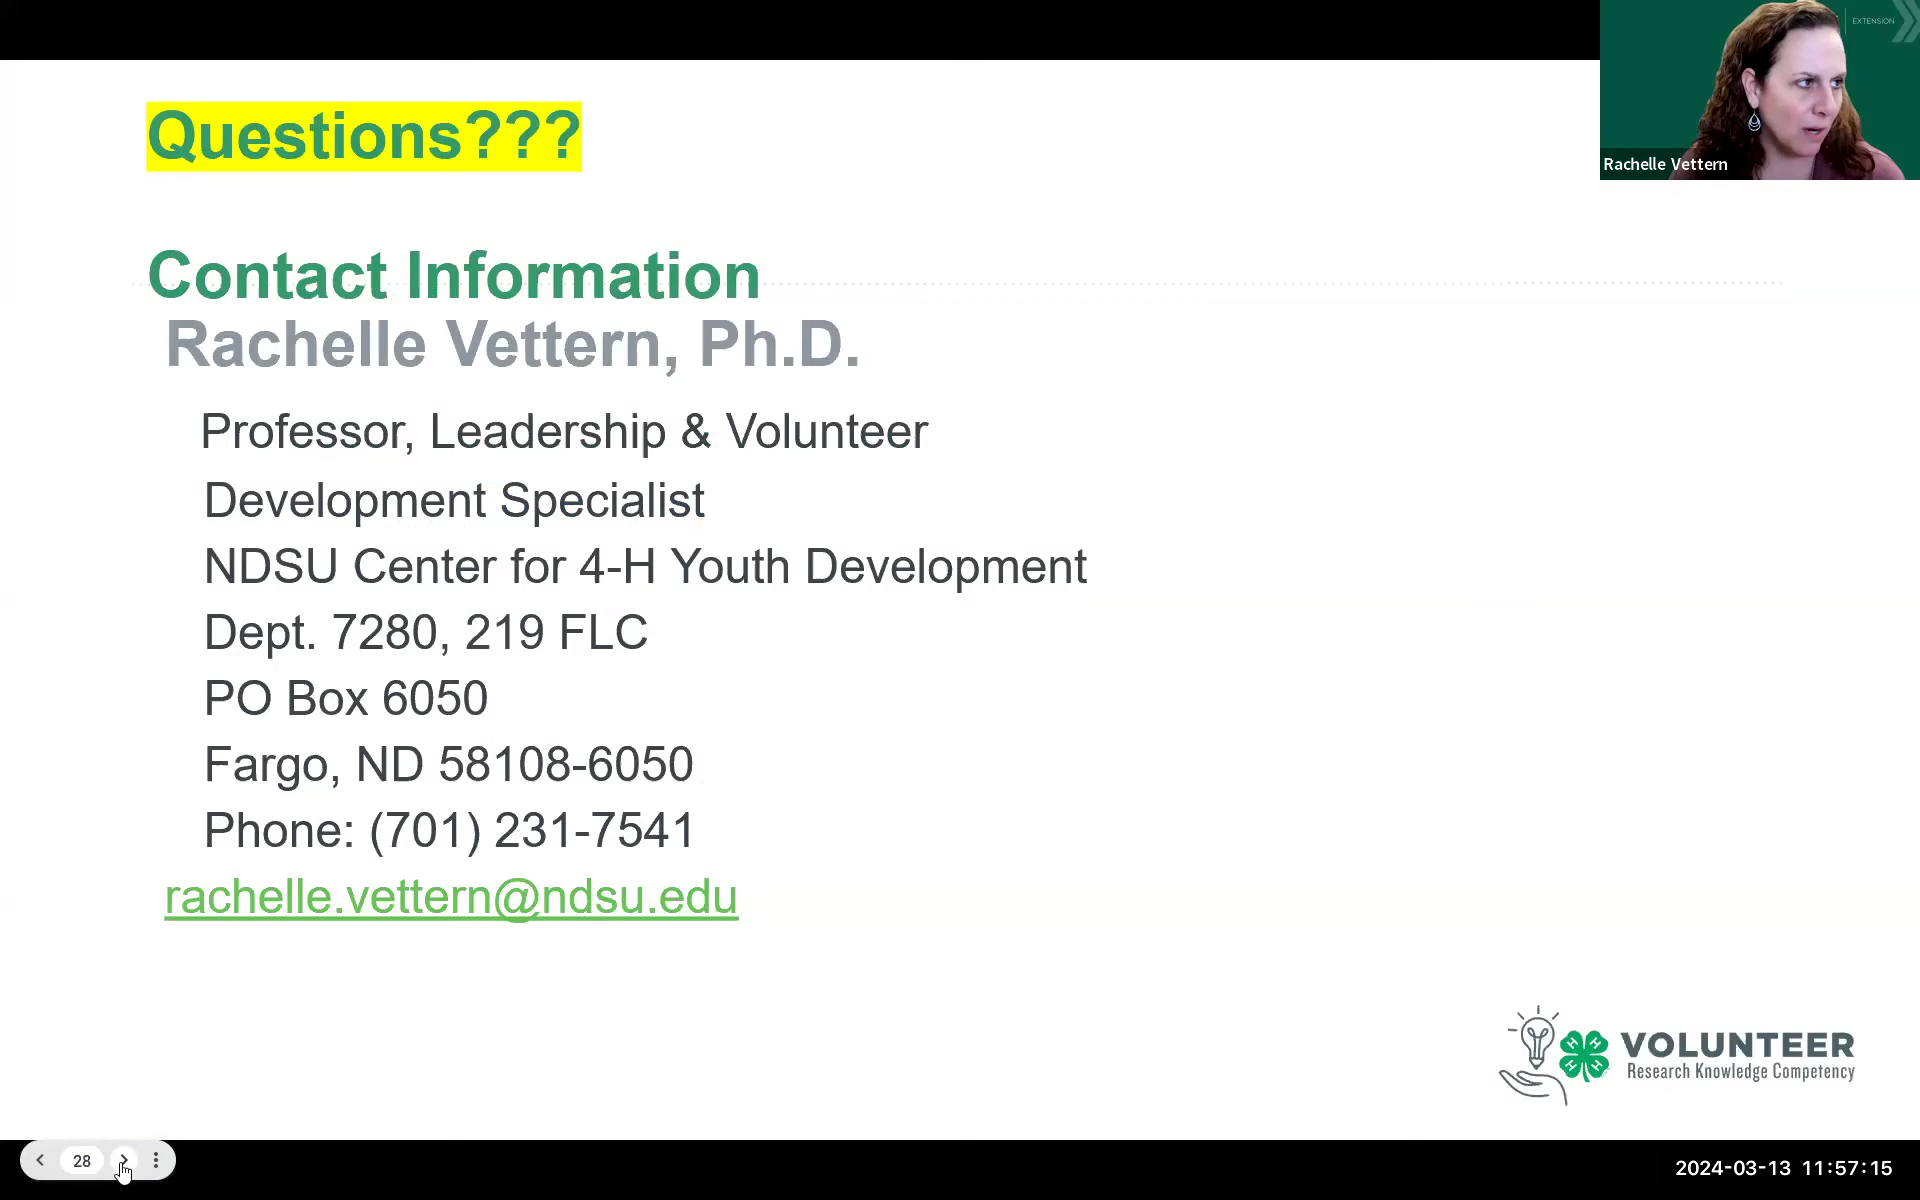 EXTENSION
Rachelle Vettern
Questions???
Contact Information
Rachelle Vettern, Ph.D.
Professor, Leadership & Volunteer
Development Specialist
NDSU Center for 4-H Youth Development
Dept. 7280, 219 FLC
PO Box 6050
Fargo, ND 58108-6050
Phone: (701) 231-7541
rachelle.vettern@ndsu.edu
H H H H
VOLUNTEER
Research Knowledge Competency
28
2024-03-13 11:57:15